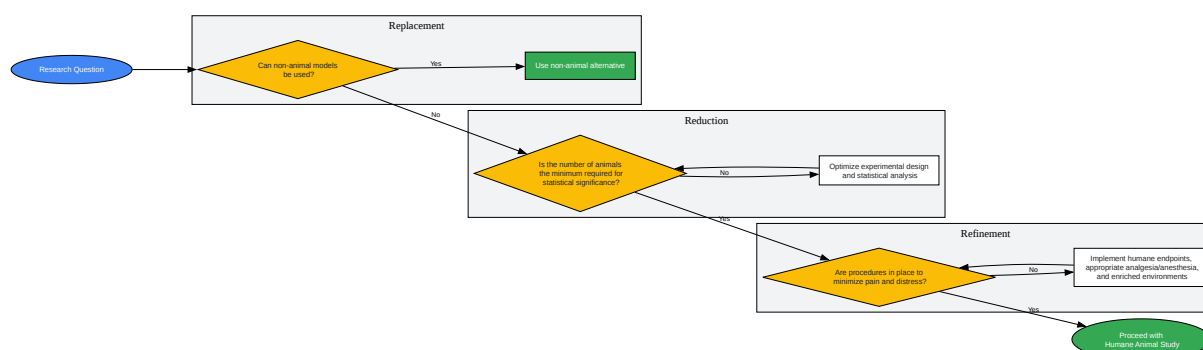 Replacement
Research Question
Can non-animal models
be used?
Yes
Use non-animal alternative
No
Reduction
Is the number of animals
the minimum required for
statistical significance?
No
Optimize experimental design
and statistical analysis
Yes
Refinement
Are procedures in place to
minimize pain and distress?
No
Implement humane endpoints,
appropriate analgesia/anesthesia,
and enriched environments
Yes
Proceed with
Humane Animal Study